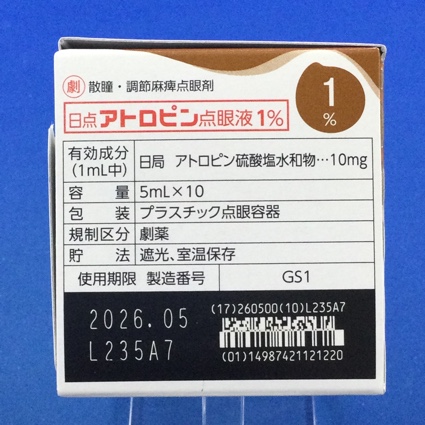 劇 散瞳・調節麻痺点眼剤
日点アトロピン点眼液1%
1
%
有効成分
(1mL中)
日局 アトロピン硫酸塩水和物…10mg
容量 5mL×10
包装 プラスチック点眼容器
規制区分 劇薬
貯法 遮光、室温保存
使用期限 製造番号 GS1
2026.05
L235A7
(17)260500(10)L235A7
(01)14987421121220